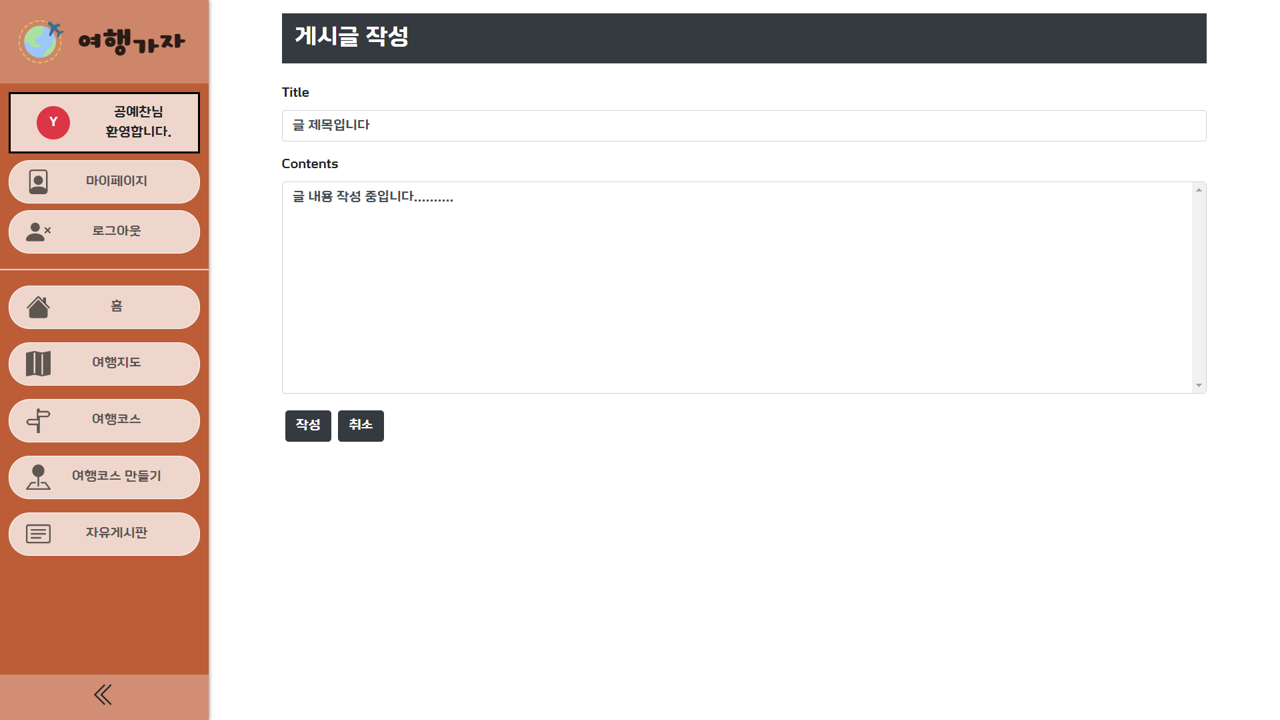 여행가자
Y
공예찬님
환영합니다.
마이페이지
로그아웃
홈
여행지도
여행코스
여행코스 만들기
자유게시판
게시글 작성
Title
글 제목입니다
Contents
글 내용 작성 중입니다..........
작성
취소